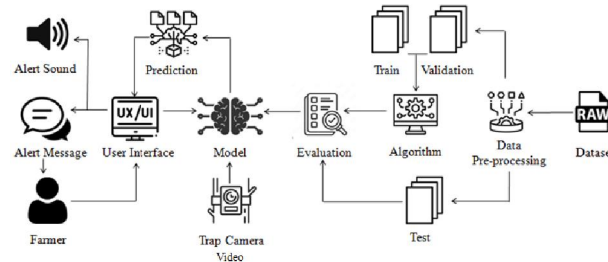 Alert Sound
Prediction
Train
Validation
UX/UI
RAW
Alert Message
User Interface
Model
Evaluation
Algorithm
Data
Pre-processing
Dataset
Farmer
Trap Camera
Video
Test